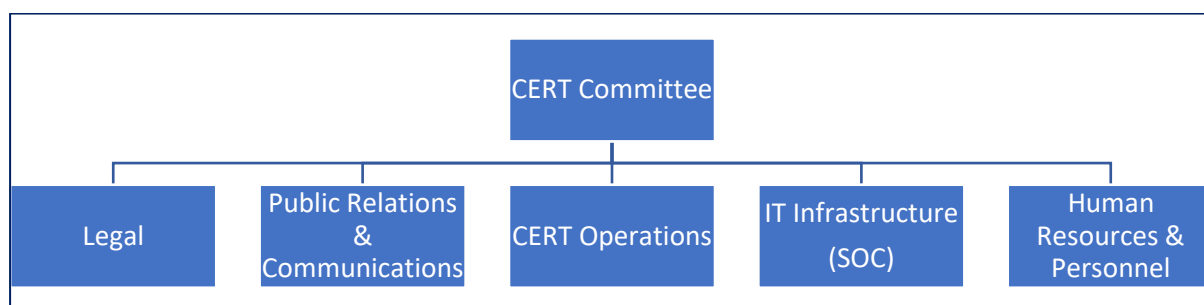 CERT Committee
Legal
Public Relations
&
Communications
CERT Operations
IT Infrastructure
(SOC)
Human
Resources &
Personnel